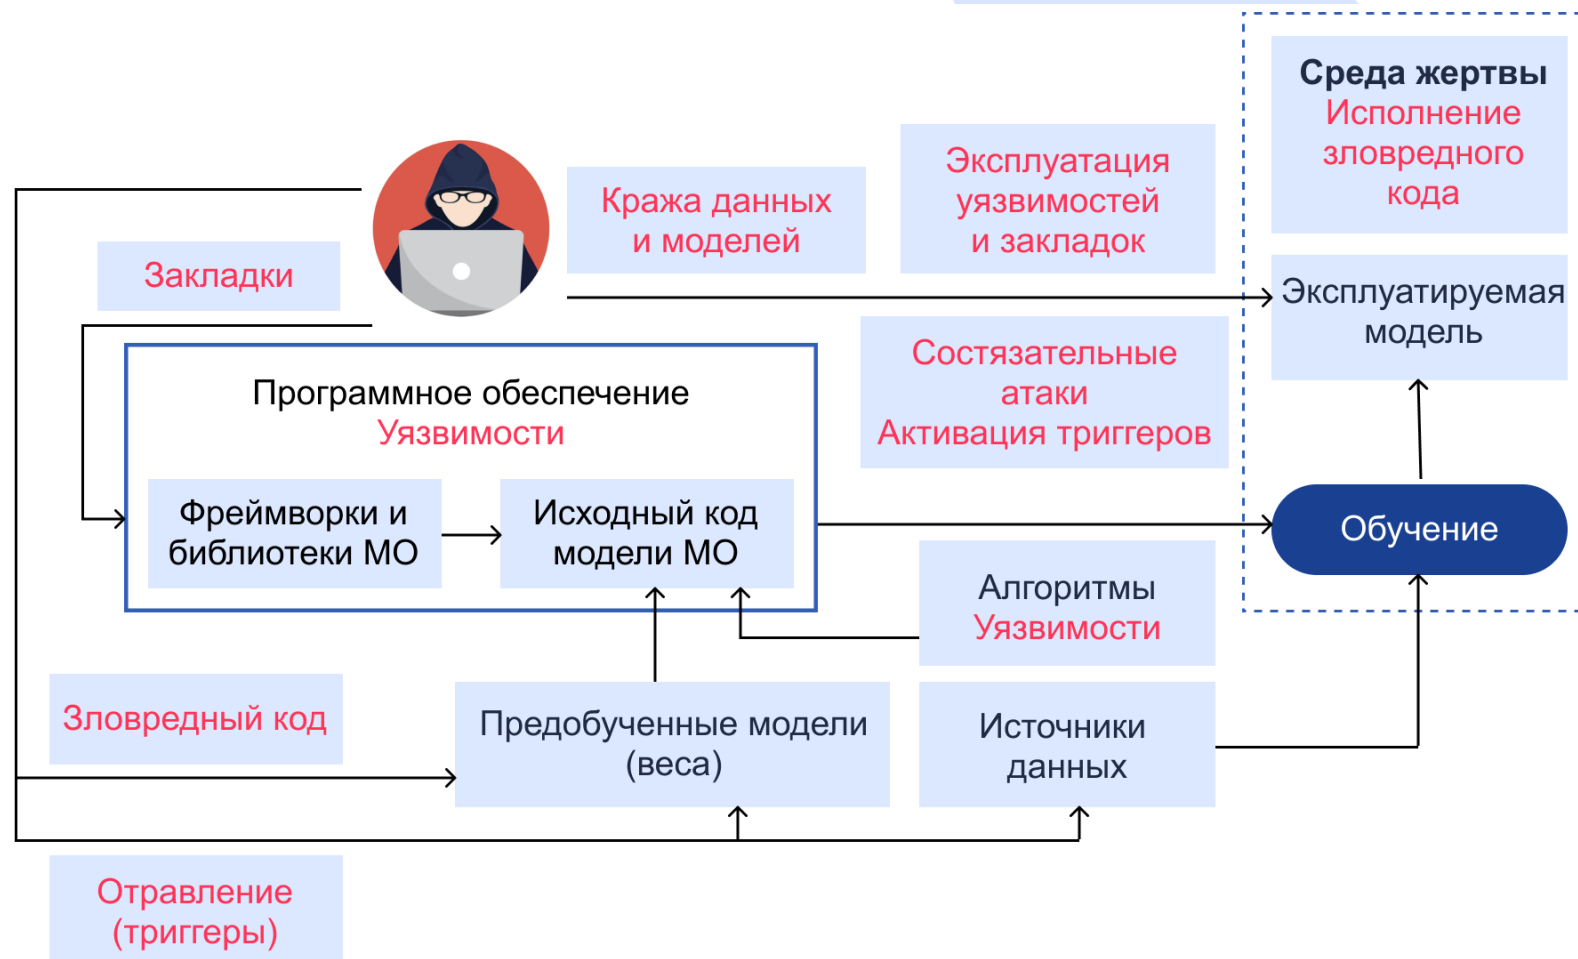 Среда жертвы
Исполнение
зловредного
кода
Эксплуатация
уязвимостей
и закладок
Кража данных
и моделей
Закладки
Эксплуатируемая
модель
Состязательные
атаки
Активация триггеров
Программное обеспечение
Уязвимости
Фреймворки и
библиотеки МО
Исходный код
модели МО
Обучение
Алгоритмы
Уязвимости
Зловредный код
Предобученные модели
(веса)
Источники
данных
Отравление
(триггеры)